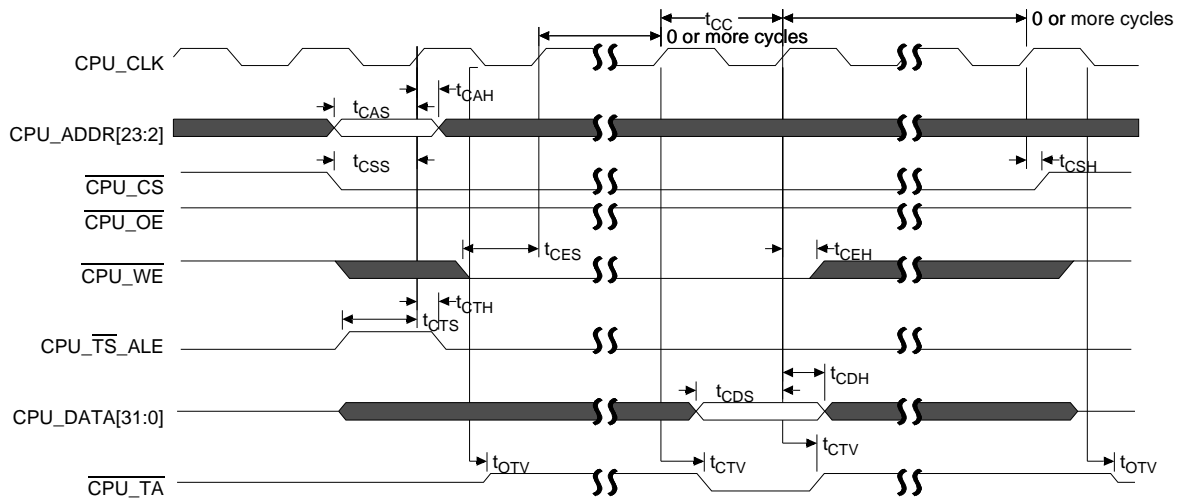 tCC
0 or more cycles
0 or more cycles
CPU_CLK
tCAH
tCAS
CPU_ADDR[23:2]
tCSS
tCSH
CPU_CS
CPU_OE
tCES
tCEH
CPU_WE
tCTH
tCTS
CPU_TS_ALE
tCDH
tCDS
CPU_DATA[31:0]
tCTV
tOTV
tCTV
tOTV
CPU_TA